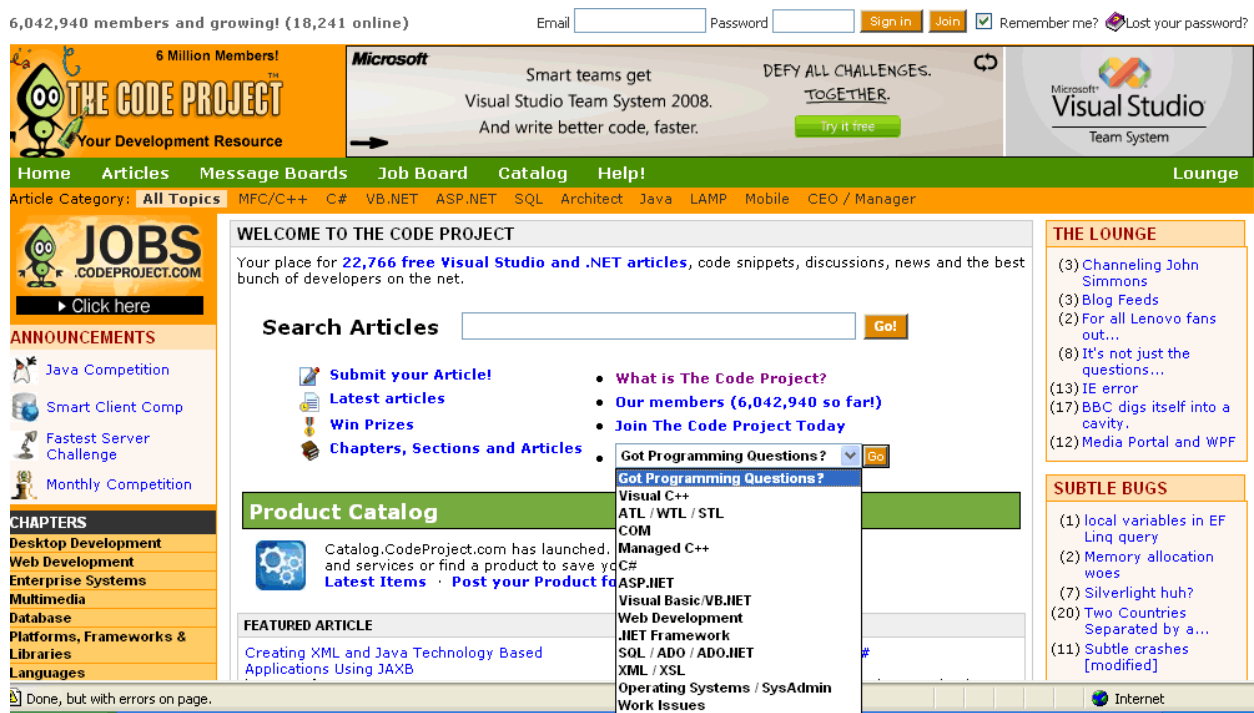 6,042,940 members and growing! (18,241 online)
Email
Password
Sign in
Join
Remember me?
Lost your password?
6 Million Members!
THE CODE PROJECT™
Your Development Resource
Microsoft
Smart teams get
Visual Studio Team System 2008.
And write better code, faster.
DEFY ALL CHALLENGES.
TOGETHER.
Try it free
Microsoft
Visual Studio
Team System
Home Articles Message Boards Job Board Catalog Help! Lounge
Article Category: All Topics MFC/C++ C# VB.NET ASP.NET SQL Architect Java LAMP Mobile CEO / Manager
JOBS
.CODEPROJECT.COM
Click here
ANNOUNCEMENTS
Java Competition
Smart Client Comp
Fastest Server
Challenge
Monthly Competition
CHAPTERS
Desktop Development
Web Development
Enterprise Systems
Multimedia
Database
Platforms, Frameworks &
Libraries
Languages
WELCOME TO THE CODE PROJECT
Your place for 22,766 free Visual Studio and .NET articles, code snippets, discussions, news and the best
bunch of developers on the net.
Search Articles
Go!
Submit your Article!
Latest articles
Win Prizes
Chapters, Sections and Articles
• What is The Code Project?
• Our members (6,042,940 so far!)
• Join The Code Project Today
• Got Programming Questions? Go
Got Programming Questions?
Visual C++
ATL / WTL / STL
COM
Managed C++
C#
ASP.NET
Visual Basic/VB.NET
Web Development
.NET Framework
SQL / ADO / ADO.NET
XML / XSL
Operating Systems / SysAdmin
Work Issues
Product Catalog
Catalog.CodeProject.com has launched.
and services or find a product to save
Latest Items · Post your Product
FEATURED ARTICLE
Creating XML and Java Technology Based
Applications Using JAXB
#
THE LOUNGE
(3) Channeling John
Simmons
(3) Blog Feeds
(2) For all Lenovo fans
out...
(8) It's not just the
questions...
(13) IE error
(17) BBC digs itself into a
cavity.
(12) Media Portal and WPF
SUBTLE BUGS
(1) local variables in EF
Linq query
(2) Memory allocation
woes
(7) Silverlight huh?
(20) Two Countries
Separated by a...
(11) Subtle crashes
[modified]
Done, but with errors on page.
Internet